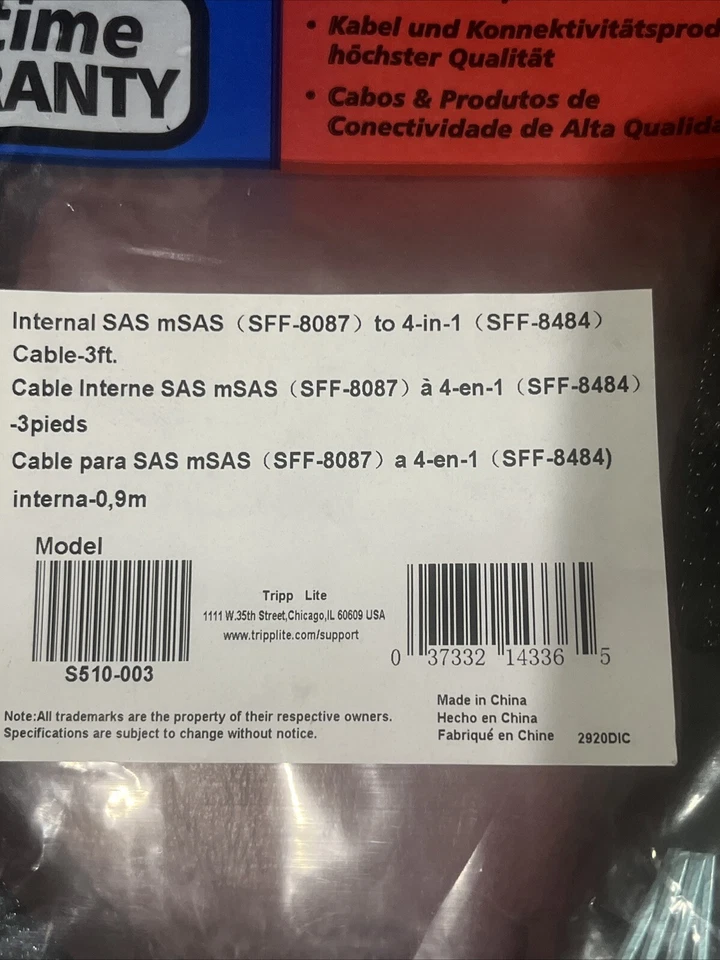 time
RANTY
• Kabel und Konnektivitätsprod
höchster Qualität
• Cabos & Produtos de
Conectividade de Alta Qualida
Internal SAS mSAS（SFF-8087）to 4-in-1（SFF-8484）
Cable-3ft.
Cable Interne SAS mSAS（SFF-8087）à 4-en-1（SFF-8484）
-3pieds
Cable para SAS mSAS（SFF-8087）a 4-en-1（SFF-8484)
interna-0,9m
Model
S510-003
Tripp Lite
1111 W.35th Street,Chicago,IL 60609 USA
www.tripplite.com/support
0 37332 14336 5
Note:All trademarks are the property of their respective owners.
Specifications are subject to change without notice.
Made in China
Hecho en China
Fabriqué en Chine 2920DIC